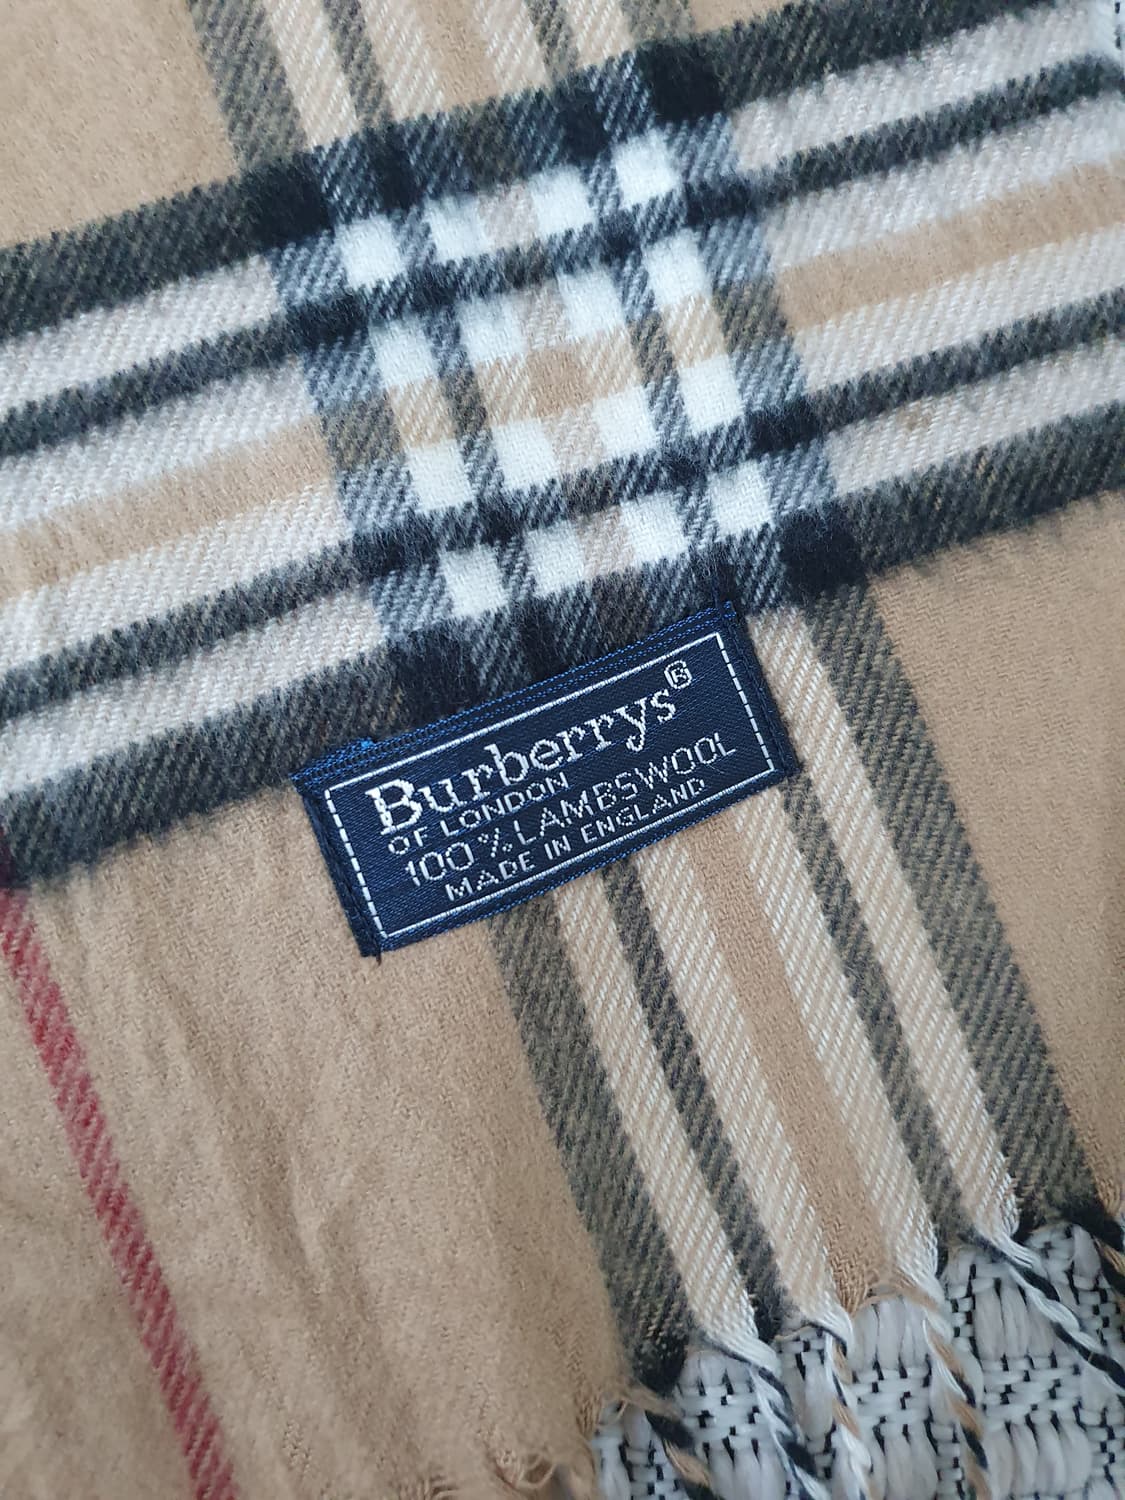 Burberrys®
OF LONDON
100% LAMBSWOOL
MADE IN ENGLAND